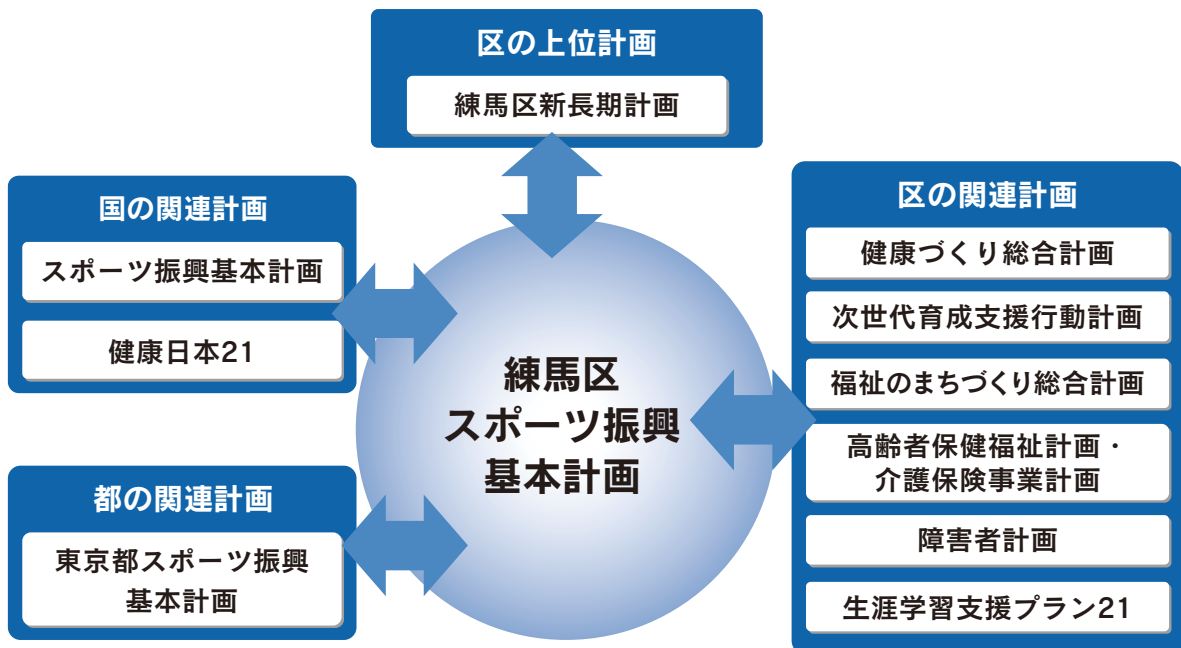 区の上位計画
練馬区新長期計画
国の関連計画
スポーツ振興基本計画
健康日本21
都の関連計画
東京都スポーツ振興
基本計画
練馬区
スポーツ振興
基本計画
区の関連計画
健康づくり総合計画
次世代育成支援行動計画
福祉のまちづくり総合計画
高齢者保健福祉計画・
介護保険事業計画
障害者計画
生涯学習支援プラン21